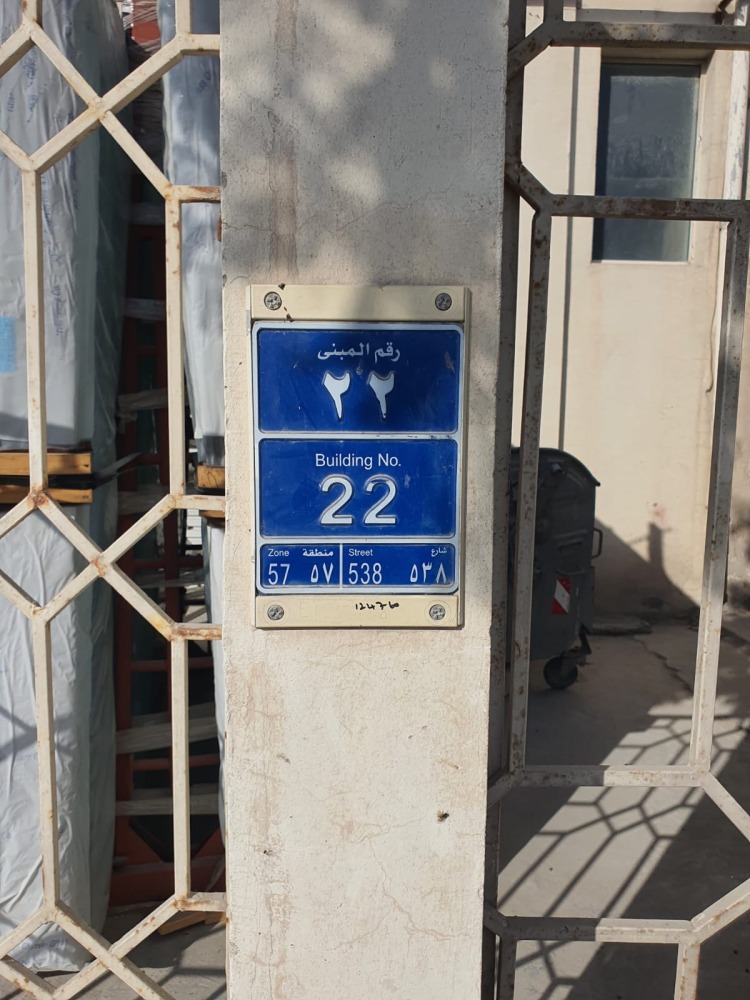 رقم المبنى
٢٢
Building No.
22
Zone منطقة Street شارع
57 ٥٧ 538 ٥٣٨